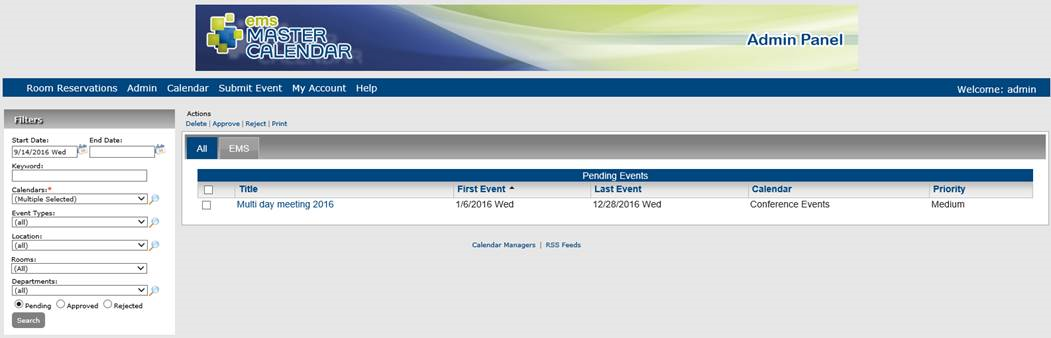 ems
MASTER
CALENDAR
Admin Panel
Room Reservations Admin Calendar Submit Event My Account Help
Welcome: admin
Filters
Start Date: End Date:
9/14/2016 Wed
Keyword:
Calendars:*
(Multiple Selected)
Event Types:
(all)
Location:
(all)
Rooms:
(All)
Departments:
(all)
Pending Approved Rejected
Search
Actions
Delete | Approve | Reject | Print
All EMS
Pending Events
Title First Event Last Event Calendar Priority
Multi day meeting 2016 1/6/2016 Wed 12/28/2016 Wed Conference Events Medium
Calendar Managers | RSS Feeds